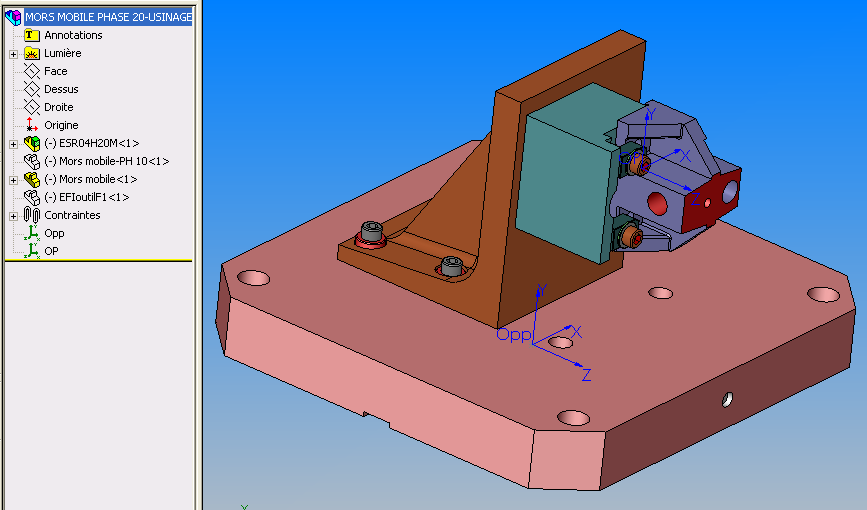 MORS MOBILE PHASE 20-USINAGE
Annotations
Lumière
Face
Dessus
Droite
Origine
(-) ESR04H20M<1>
(-) Mors mobile-PH 10<1>
(-) Mors mobile<1>
(-) EFIoutilF1<1>
Contraintes
Opp
OP
Y
X
Y
Opp
X
Z